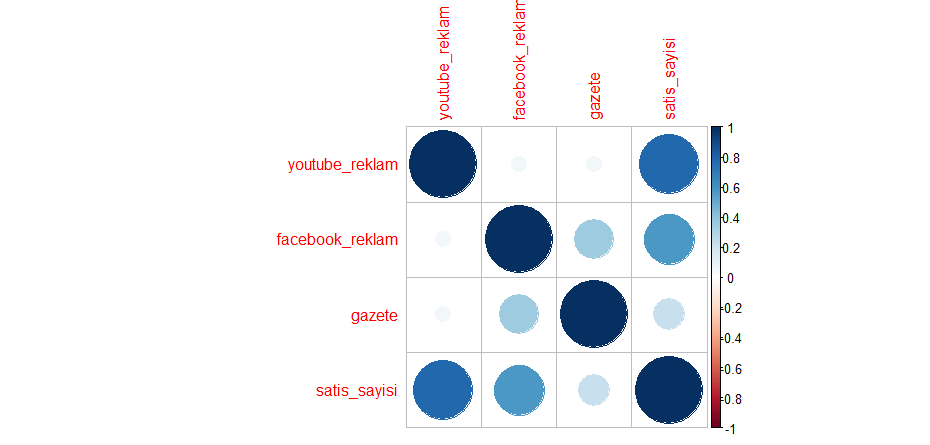 youtube_reklam
facebook_reklam
gazete
satis_sayisi
youtube_reklam
facebook_reklam
gazete
satis_sayisi
1
0.8
0.6
0.4
0.2
0
-0.2
-0.4
-0.6
-0.8
-1